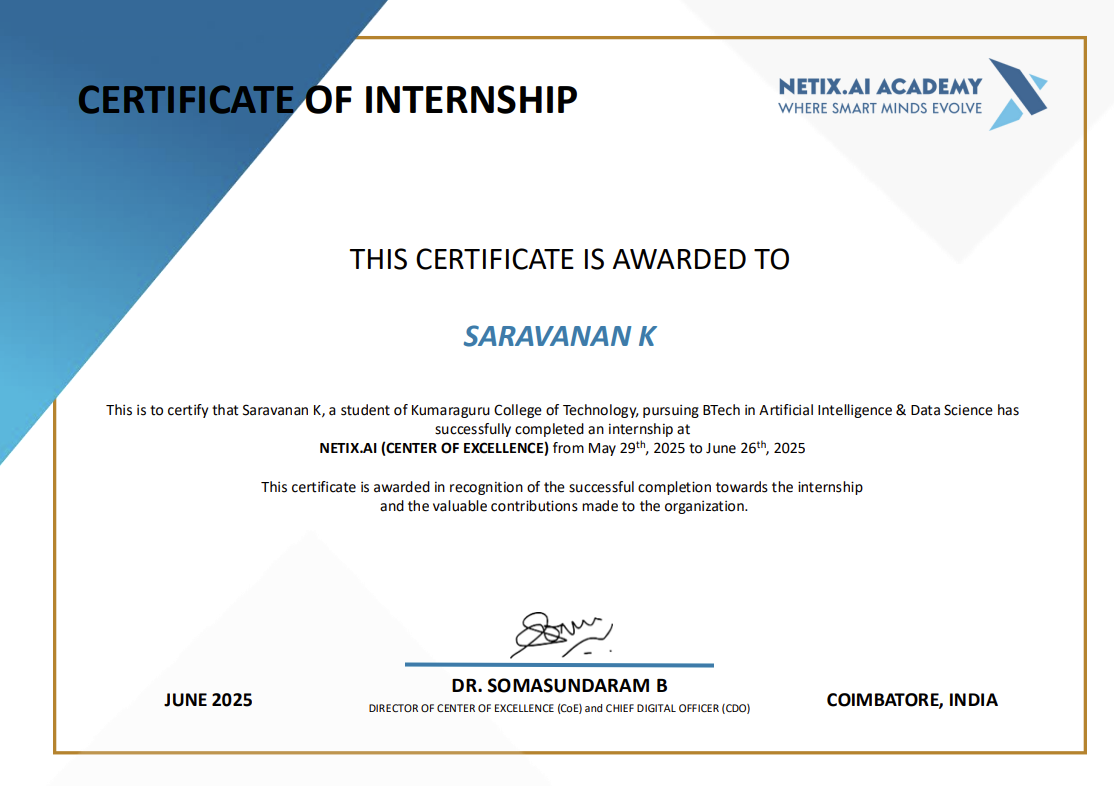 CERTIFICATE OF INTERNSHIP
NETIX.AI ACADEMY
WHERE SMART MINDS EVOLVE
THIS CERTIFICATE IS AWARDED TO
SARAVANAN K
This is to certify that Saravanan K, a student of Kumaraguru College of Technology, pursuing BTech in Artificial Intelligence & Data Science has
successfully completed an internship at
NETIX.AI (CENTER OF EXCELLENCE) from May 29th, 2025 to June 26th, 2025
This certificate is awarded in recognition of the successful completion towards the internship
and the valuable contributions made to the organization.
DR. SOMASUNDARAM B
DIRECTOR OF CENTER OF EXCELLENCE (CoE) and CHIEF DIGITAL OFFICER (CDO)
JUNE 2025
COIMBATORE, INDIA